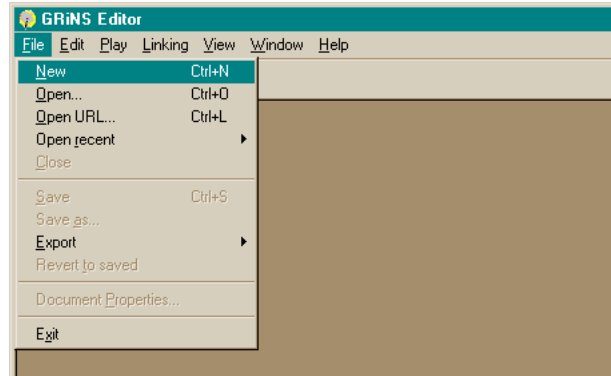 GRiNS Editor
File Edit Play Linking View Window Help
New Ctrl+N
Open... Ctrl+O
Open URL... Ctrl+L
Open recent
Close
Save Ctrl+S
Save as...
Export
Revert to saved
Document Properties...
Exit